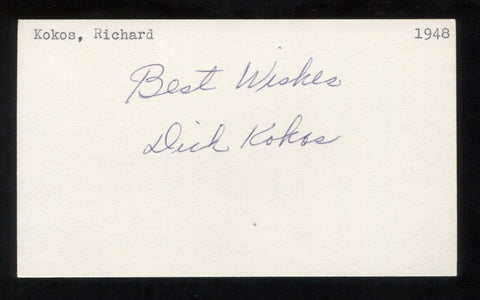 Kokos, Richard 1948
Best Wishes
Dick Kokos